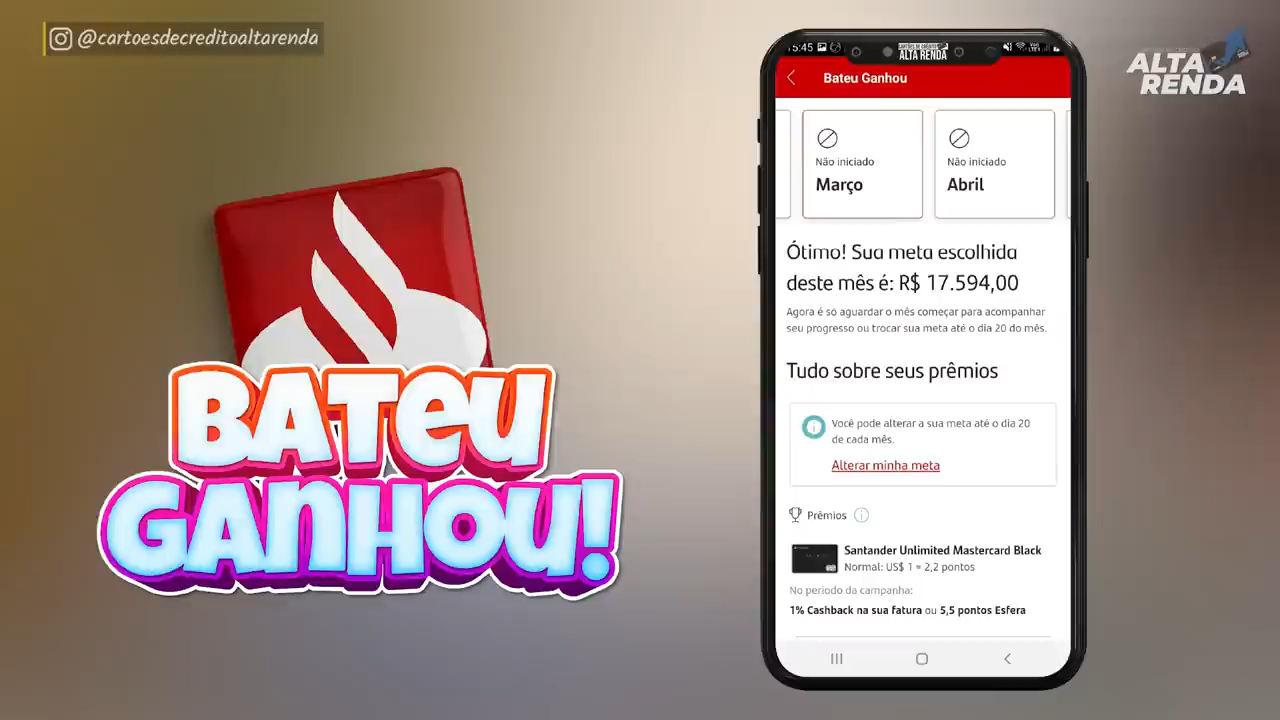 @cartoesdecreditoaltarenda
ALTA
RENDA
BATEU
GANHOU!
15:45
ALTA RENDA
Bateu Ganhou
Não iniciado
Março
Não iniciado
Abril
Ótimo! Sua meta escolhida
deste mês é: R$ 17.594,00
Agora é só aguardar o mês começar para acompanhar
seu progresso ou trocar sua meta até o dia 20 do mês.
Tudo sobre seus prêmios
Você pode alterar a sua meta até o dia 20
de cada mês.
Alterar minha meta
Prêmios
Santander Unlimited Mastercard Black
Normal: US$ 1 = 2,2 pontos
No período da campanha:
1% Cashback na sua fatura ou 5,5 pontos Esfera